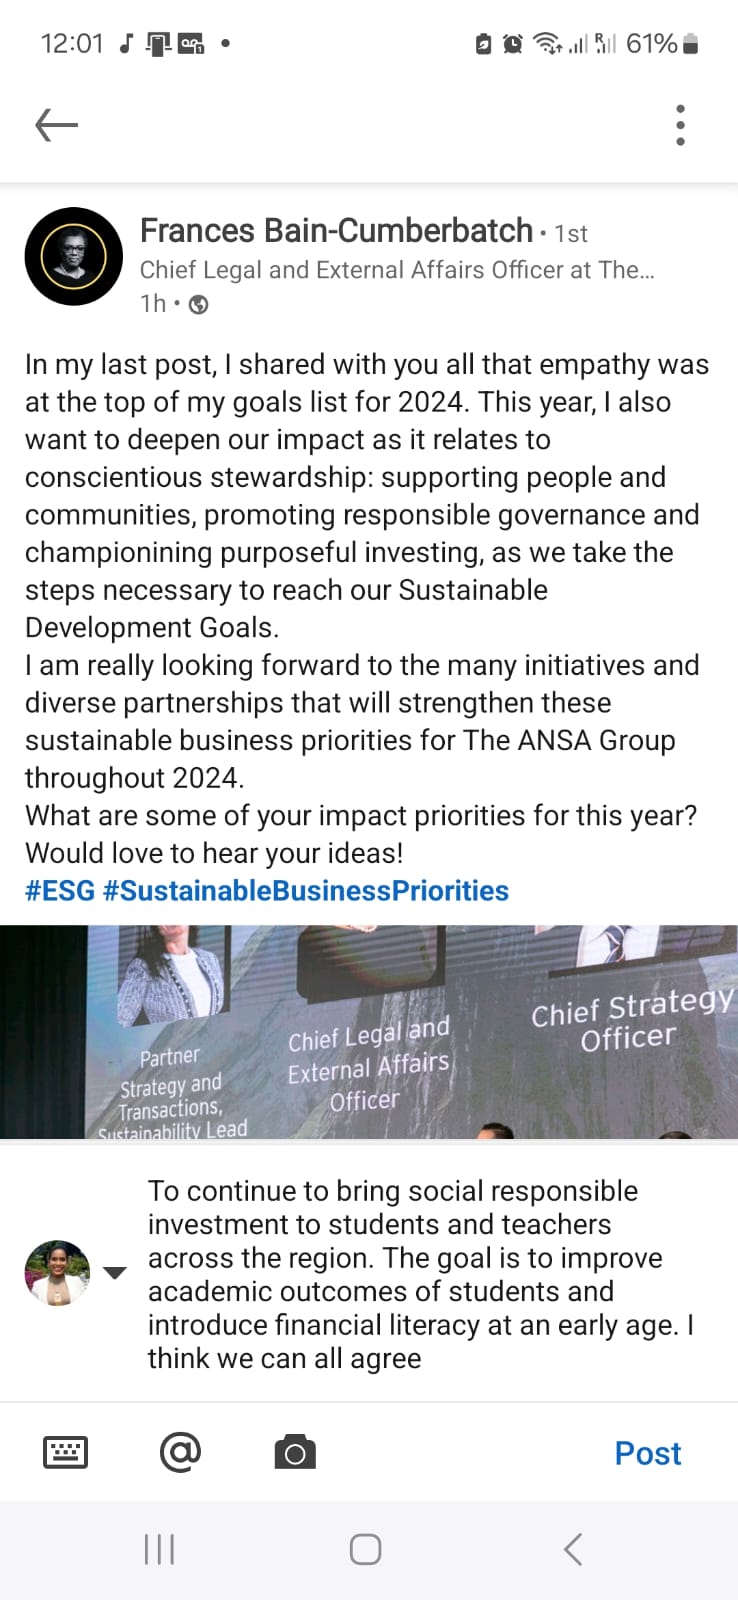 12:01
61%
Frances Bain-Cumberbatch • 1st
Chief Legal and External Affairs Officer at The...
1h •
In my last post, I shared with you all that empathy was
at the top of my goals list for 2024. This year, I also
want to deepen our impact as it relates to
conscientious stewardship: supporting people and
communities, promoting responsible governance and
championining purposeful investing, as we take the
steps necessary to reach our Sustainable
Development Goals.
I am really looking forward to the many initiatives and
diverse partnerships that will strengthen these
sustainable business priorities for The ANSA Group
throughout 2024.
What are some of your impact priorities for this year?
Would love to hear your ideas!
#ESG #SustainableBusinessPriorities
Partner
Strategy and
Transactions,
Sustainability Lead
Chief Legal and
External Affairs
Officer
Chief Strategy
Officer
To continue to bring social responsible
investment to students and teachers
across the region. The goal is to improve
academic outcomes of students and
introduce financial literacy at an early age. I
think we can all agree
@
Post